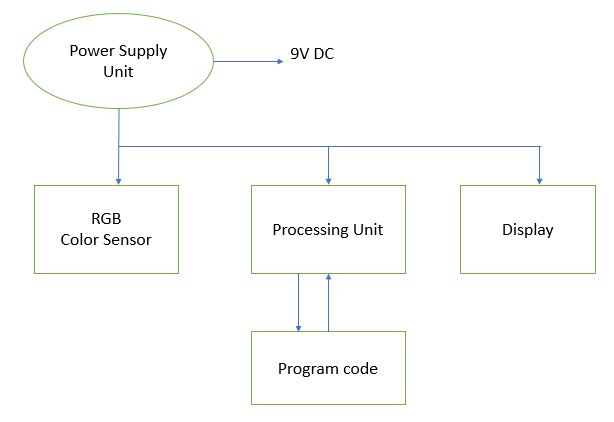 Power Supply
Unit
9V DC
RGB
Color Sensor
Processing Unit
Display
Program code